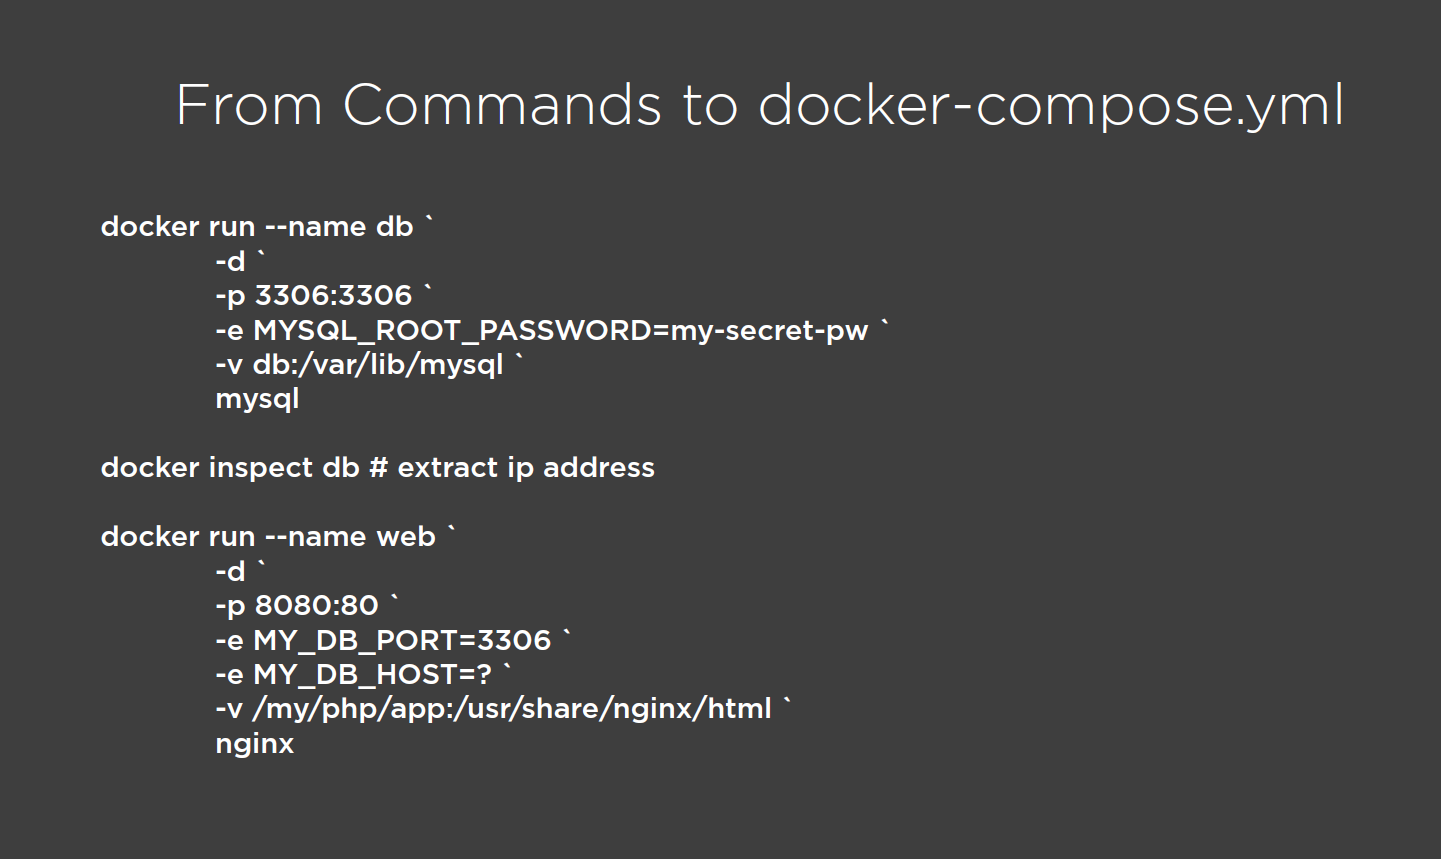 From Commands to docker-compose.yml
docker run --name db `
-d `
-p 3306:3306 `
-e MYSQL_ROOT_PASSWORD=my-secret-pw `
-v db:/var/lib/mysql `
mysql
docker inspect db # extract ip address
docker run --name web `
-d `
-p 8080:80 `
-e MY_DB_PORT=3306 `
-e MY_DB_HOST=? `
-v /my/php/app:/usr/share/nginx/html `
nginx